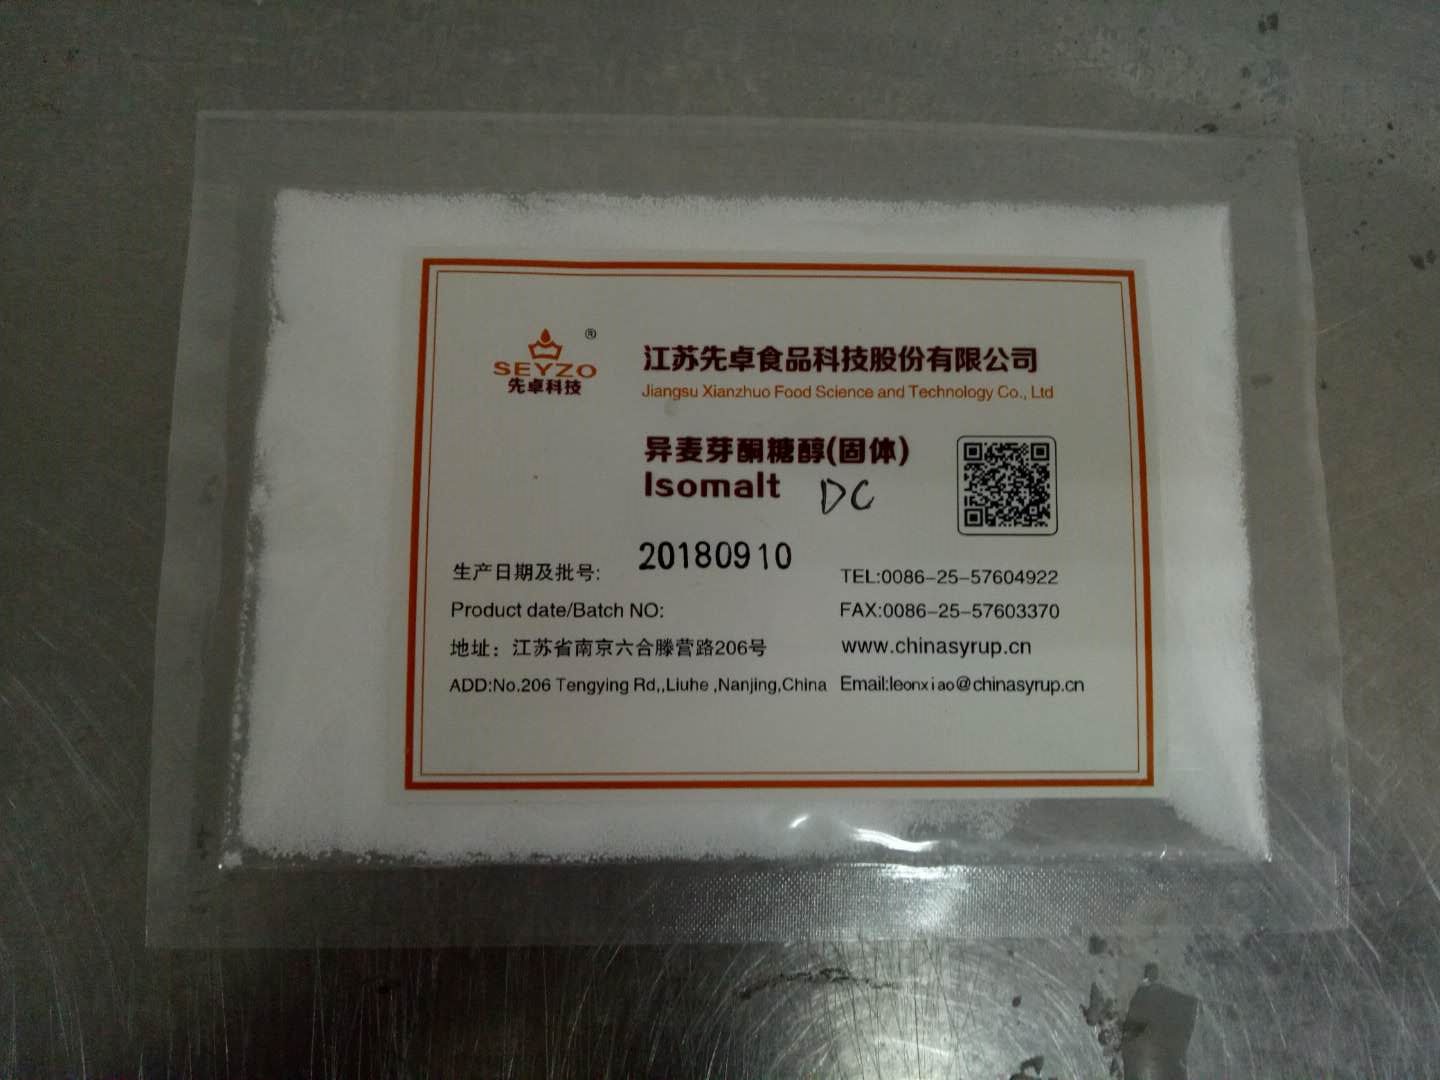 ®
SEYZO
先卓科技
江苏先卓食品科技股份有限公司
Jiangsu Xianzhuo Food Science and Technology Co., Ltd
异麦芽酮糖醇(固体)
Isomalt DC
20180910
生产日期及批号:
Product date/Batch NO:
地址：江苏省南京六合滕营路206号
ADD:No.206 Tengying Rd,,Liuhe ,Nanjing,China
TEL:0086-25-57604922
FAX:0086-25-57603370
www.chinasyrup.cn
Email:leonxiao@chinasyrup.cn